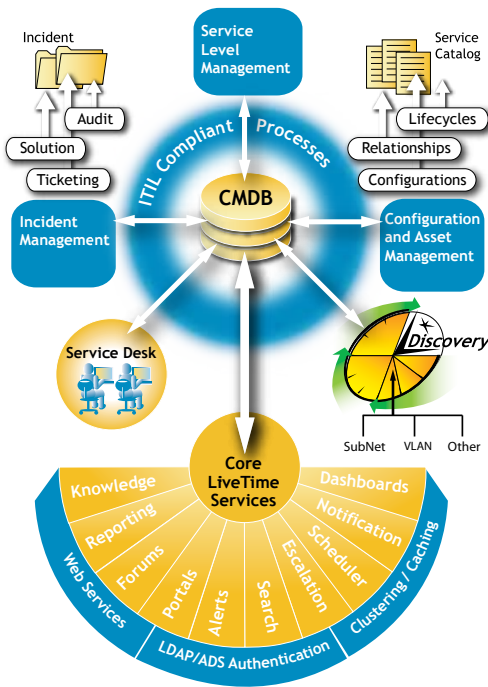 Incident
Service
Level
Management
Service
Catalog
Audit
Solution
Ticketing
Lifecycles
Relationships
Configurations
ITIL Compliant
Processes
CMDB
Incident
Management
Configuration
and Asset
Management
Service Desk
Discovery
SubNet
VLAN
Other
Core
LiveTime
Services
Knowledge
Reporting
Forums
Portals
Alerts
Search
Escalation
Scheduler
Notification
Dashboards
Web Services
LDAP/ADS Authentication
Clustering / Caching